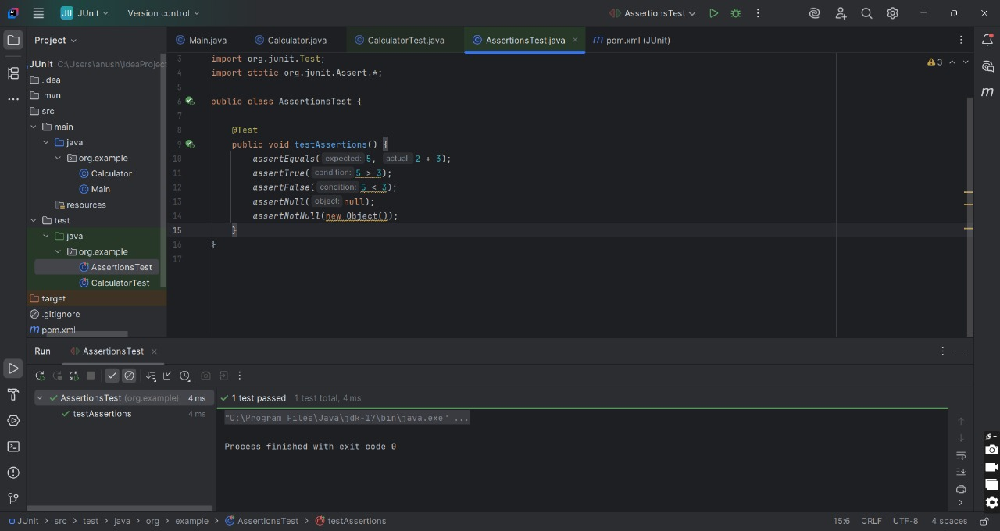 JU JUnit Version control AssertionsTest
Project Main.java Calculator.java CalculatorTest.java AssertionsTest.java m pom.xml (JUnit)
JUnit C:\Users\anush\IdeaProject
.idea
.mvn
src
main
java
org.example
Calculator
Main
resources
test
java
org.example
AssertionsTest
CalculatorTest
target
.gitignore
m pom.xml
3 import org.junit.Test;
4 import static org.junit.Assert.*;
5
6 public class AssertionsTest {
7
8 @Test
9 public void testAssertions() {
10 assertEquals( expected: 5, actual: 2 + 3);
11 assertTrue( condition: 5 > 3);
12 assertFalse( condition: 5 < 3);
13 assertNull( object: null);
14 assertNotNull(new Object());
15 }
16 }
17
3
m
Run AssertionsTest
AssertionsTest (org.example) 4 ms
testAssertions 4 ms
1 test passed 1 test total, 4 ms
"C:\Program Files\Java\jdk-17\bin\java.exe" ...
Process finished with exit code 0
JUnit > src > test > java > org > example > AssertionsTest > testAssertions 15:6 CRLF UTF-8 4 spaces